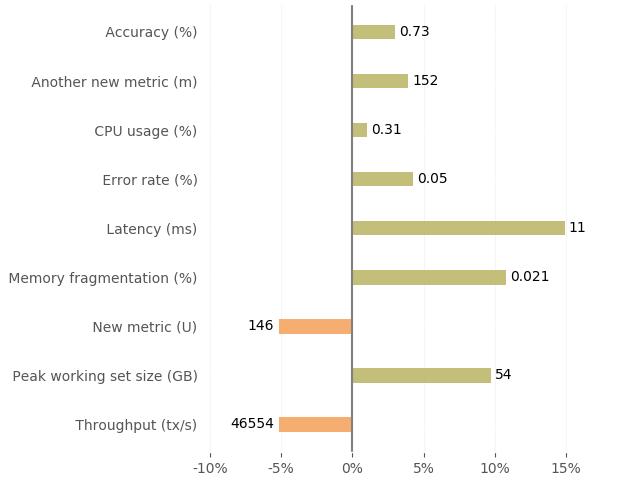 Accuracy (%) 0.73
Another new metric (m) 152
CPU usage (%) 0.31
Error rate (%) 0.05
Latency (ms) 11
Memory fragmentation (%) 0.021
New metric (U) 146
Peak working set size (GB) 54
Throughput (tx/s) 46554
-10% -5% 0% 5% 10% 15%